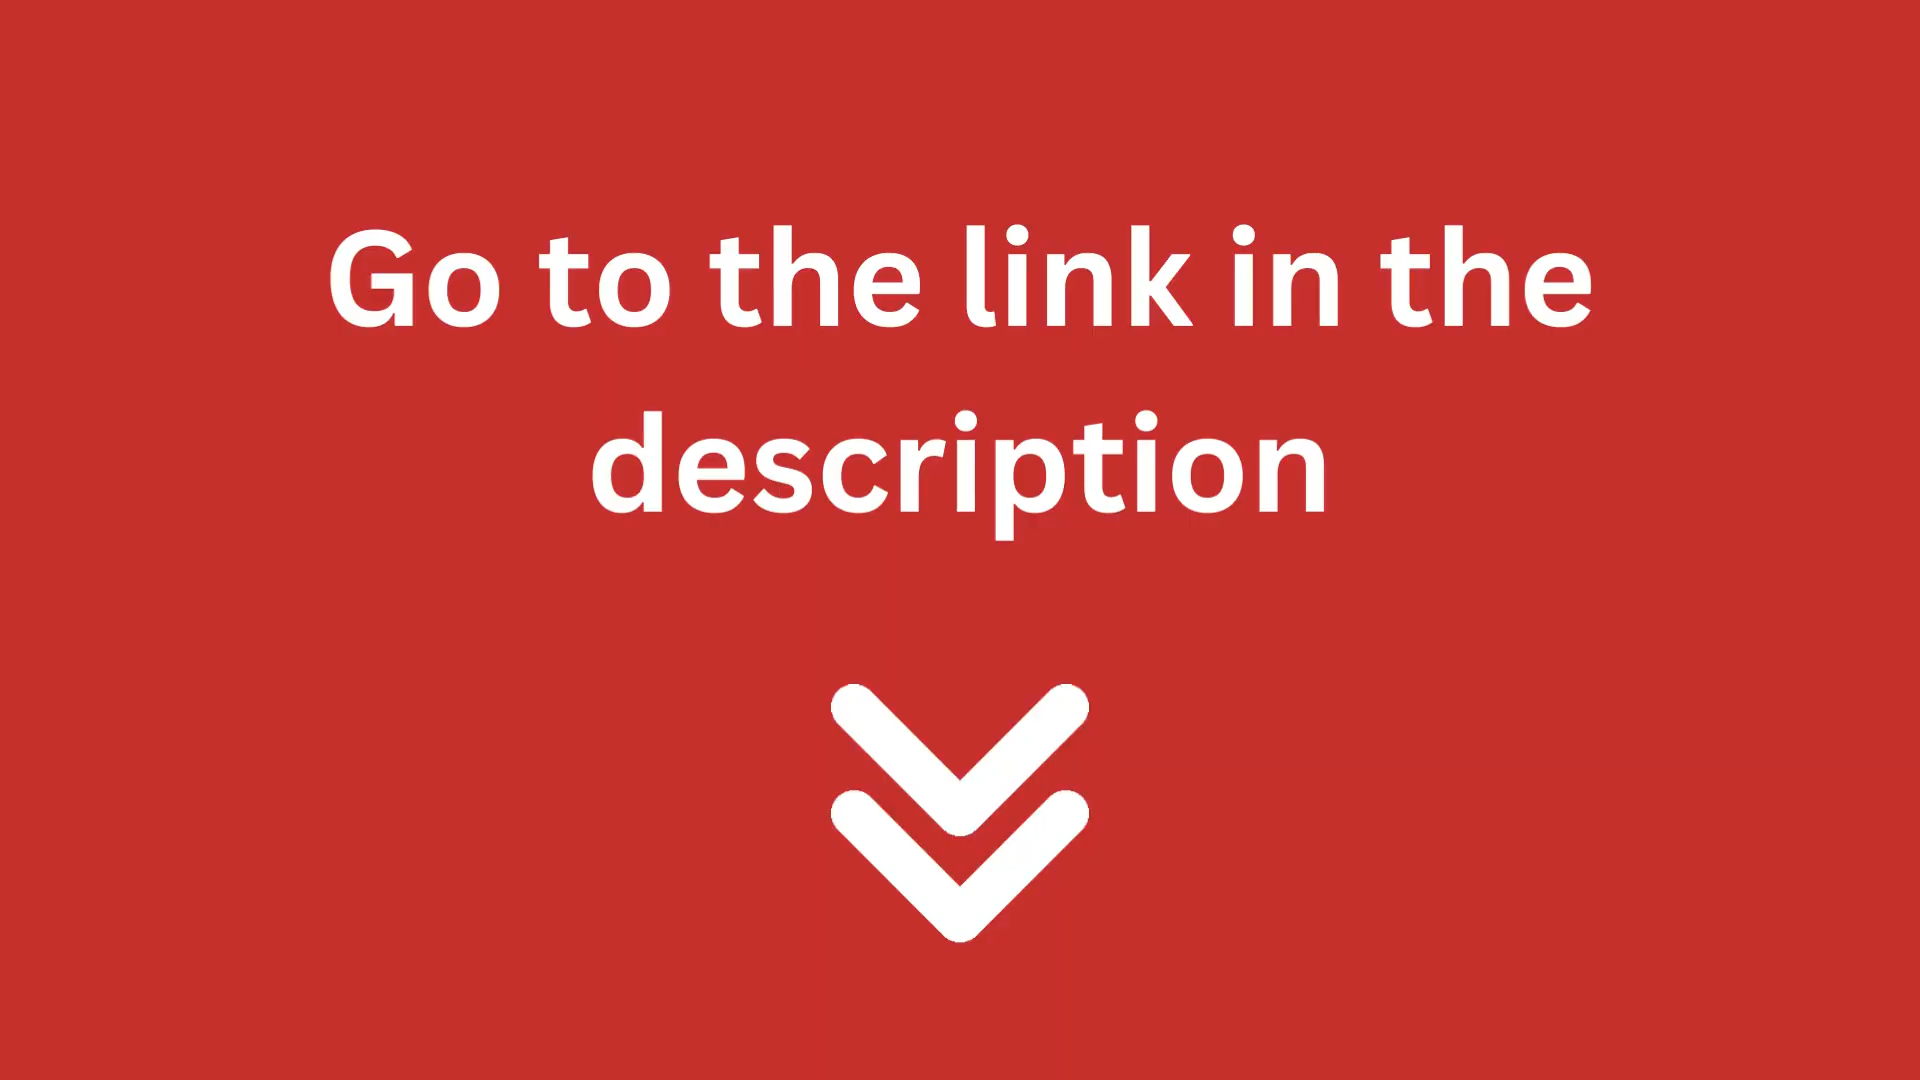 Go to the link in the
description